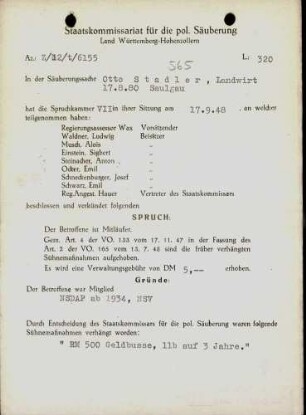 Staatskommissariat für die pol. Säuberung
Land Württemberg-Hohenzollern
Az: Z/12/t/6155
L: 320
565
In der Säuberungssache Otto Stadler, Landwirt
17.8.80 Saulgau
hat die Spruchkammer VII in ihrer Sitzung am 17.9.48 an welcher
teilgenommen haben:
Regierungsassessor Wax Vorsitzender
Waldner, Ludwig Beisitzer
Musch, Alois "
Einstein, Sigbert "
Steinacher, Anton "
Oster, Emil "
Schneckenburger, Josef "
Schwarz, Emil "
Reg.Angest. Hauer Vertreter des Staatskommissars
beschlossen und verkündet folgenden
SPRUCH:
Der Betroffene ist Mitläufer.
Gem. Art. 4 der VO. 133 vom 17. 11. 47 in der Fassung des
Art. 2 der VO. 165 vom 13. 7. 48 sind die früher verhängten
Sühnemaßnahmen aufgehoben.
Es wird eine Verwaltungsgebühr von DM 5,-- erhoben.
Gründe:
Der Betroffene war Mitglied
NSDAP ab 1934, NSV
Durch Entscheidung des Staatskommissars für die pol. Säuberung waren folgende
Sühnemaßnahmen verhängt worden:
" RM 500 Geldbusse, 11b auf 3 Jahre."